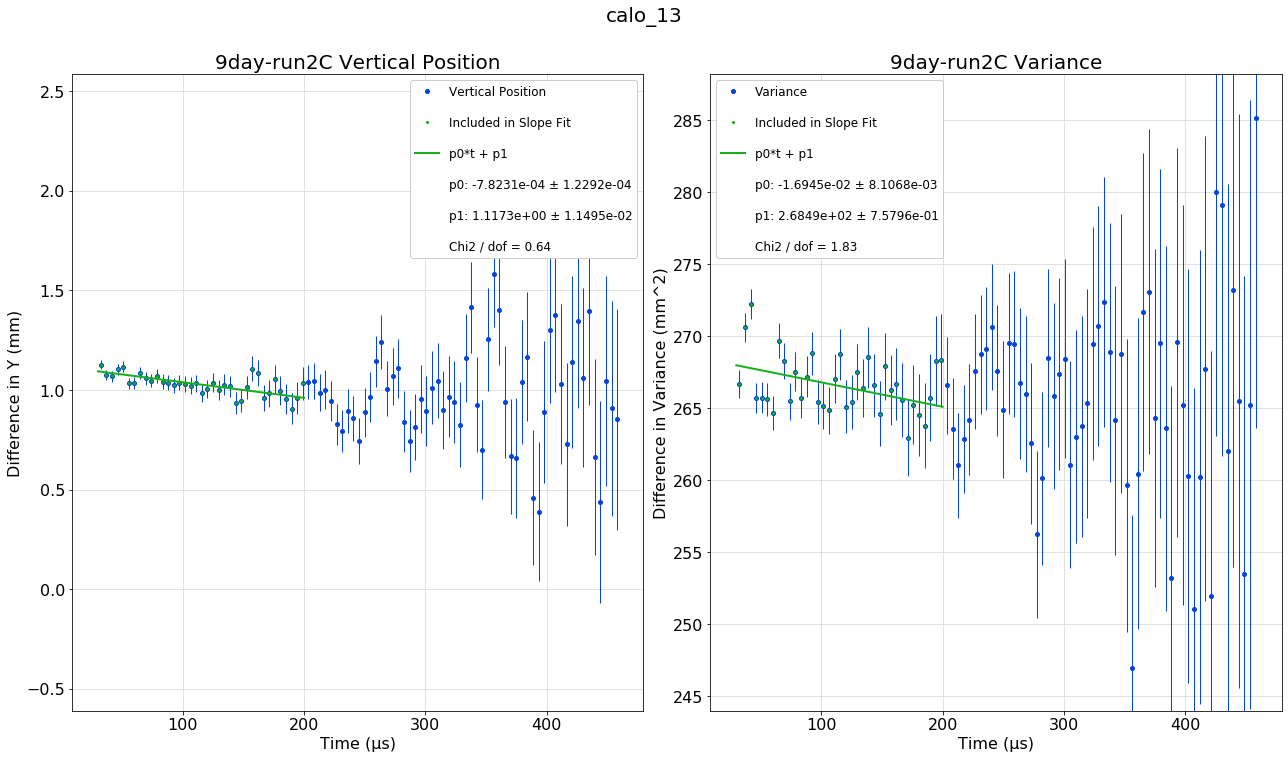 calo_13
9day-run2C Vertical Position
Difference in Y (mm)
2.5
2.0
1.5
1.0
0.5
0.0
−0.5
100 200 300 400
Time (μs)
Vertical Position
Included in Slope Fit
p0*t + p1
p0: -7.8231e-04 ± 1.2292e-04
p1: 1.1173e+00 ± 1.1495e-02
Chi2 / dof = 0.64
9day-run2C Variance
Difference in Variance (mm^2)
285
280
275
270
265
260
255
250
245
100 200 300 400
Time (μs)
Variance
Included in Slope Fit
p0*t + p1
p0: -1.6945e-02 ± 8.1068e-03
p1: 2.6849e+02 ± 7.5796e-01
Chi2 / dof = 1.83